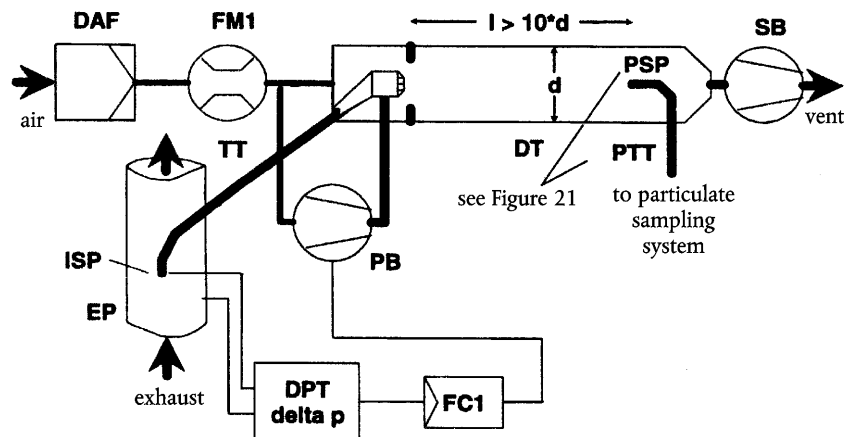 DAF
FM1
l > 10*d
SB
air
d
PSP
vent
TT
DT
PTT
see Figure 21
to particulate
sampling
system
ISP
PB
EP
exhaust
DPT
delta p
FC1